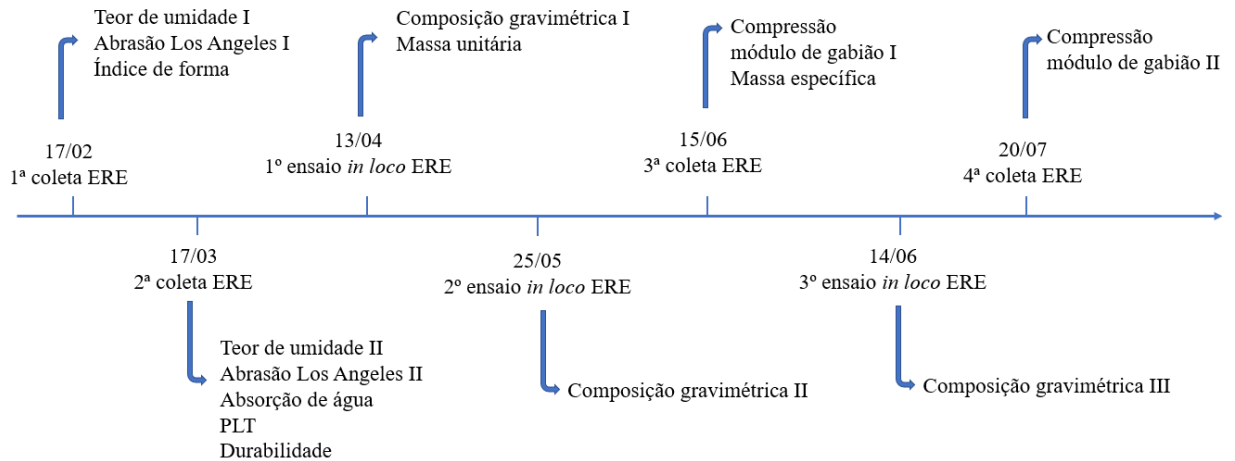 Teor de umidade I
Abrasão Los Angeles I
Índice de forma
17/02
1ª coleta ERE
Composição gravimétrica I
Massa unitária
13/04
1º ensaio in loco ERE
Compressão
módulo de gabião I
Massa específica
15/06
3ª coleta ERE
Compressão
módulo de gabião II
20/07
4ª coleta ERE
17/03
2ª coleta ERE
Teor de umidade II
Abrasão Los Angeles II
Absorção de água
PLT
Durabilidade
25/05
2º ensaio in loco ERE
Composição gravimétrica II
14/06
3º ensaio in loco ERE
Composição gravimétrica III